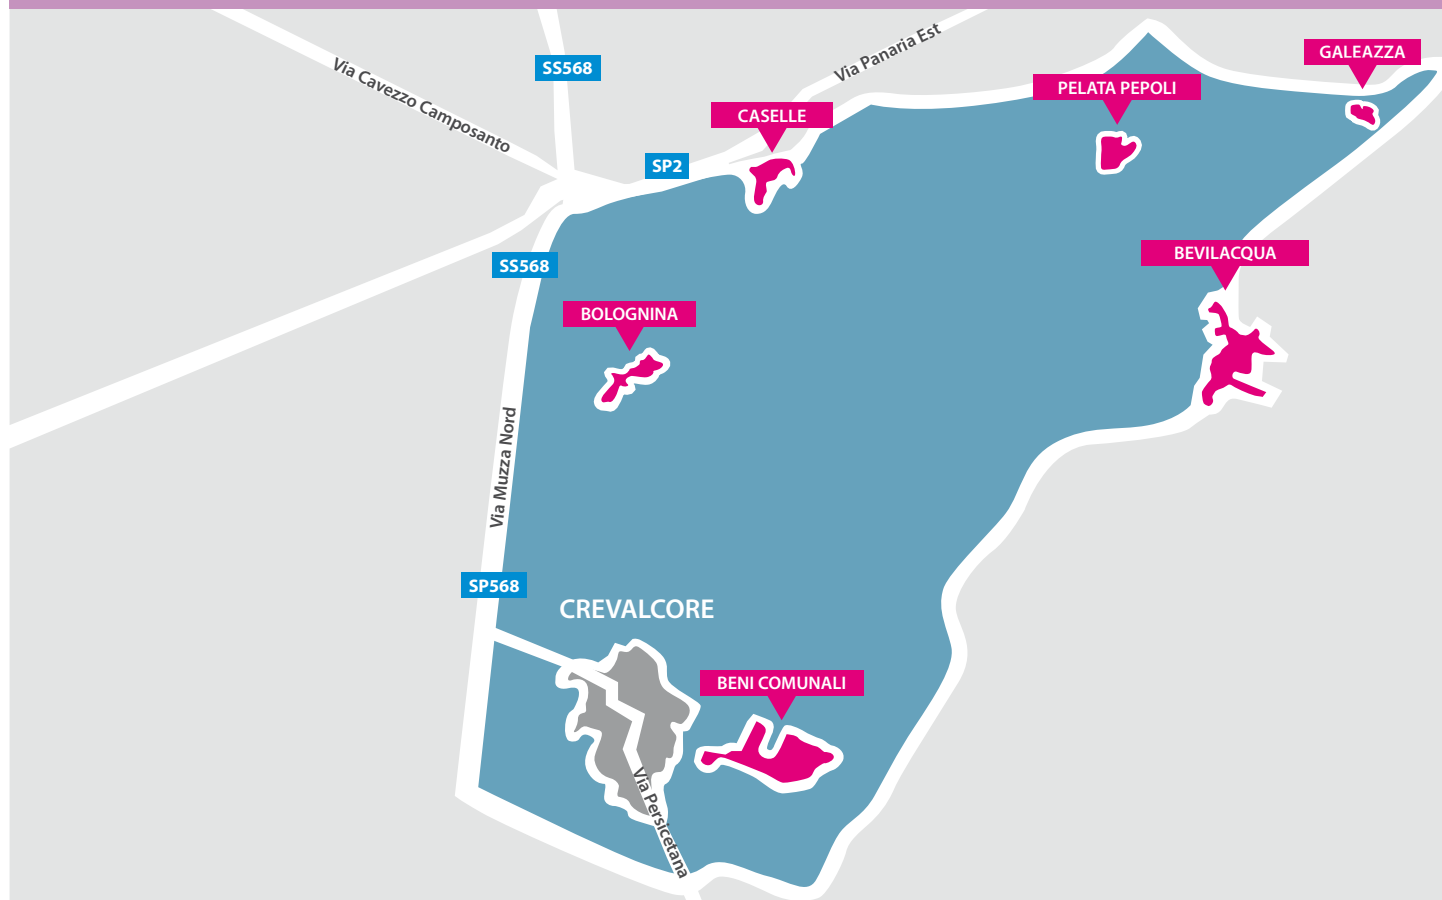 Via Cavezzo Camposanto
SS568
Via Panaria Est
GALEAZZA
PELATA PEPOLI
CASELLE
SP2
BEVILACQUA
SS568
BOLOGNINA
Via Muzza Nord
SP568
CREVALCORE
BENI COMUNALI
Via Persicetana